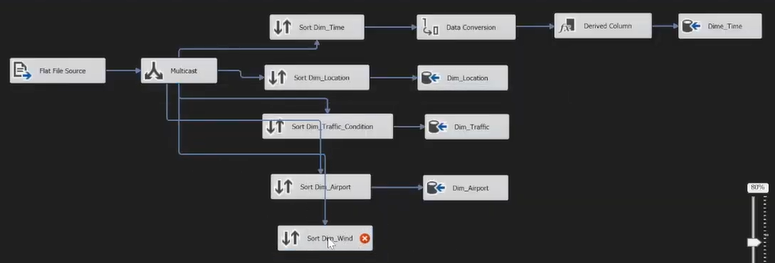 Sort Dim_Time
Data Conversion
Derived Column
Dime_Time
Flat File Source
Multicast
Sort Dim_Location
Dim_Location
Sort Dim_Traffic_Condition
Dim_Traffic
Sort Dim_Airport
Dim_Airport
80%
Sort Dim_Wind